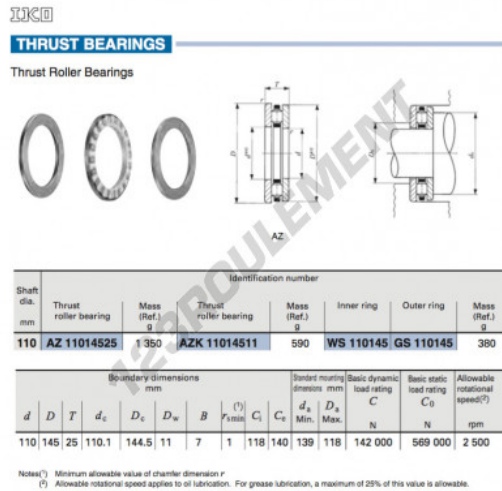 IKO
THRUST BEARINGS
Thrust Roller Bearings
T
r
r
D
d
AZ
123ROULEMENT
Shaft dia. mm
Identification number
Thrust roller bearing
Mass (Ref.) g
Thrust roller bearing
Mass (Ref.) g
Inner ring
Outer ring
Mass (Ref.) g
110 AZ 11014525 1 350 AZK 11014511 590 WS 110145 GS 110145 380
Boundary dimensions mm
Standard mounting dimensions mm
Basic dynamic load rating C N
Basic static load rating C0 N
Allowable rotational speed(2) rpm
d D T dc Dc Dw B rs min(1) Ci Ce da Min. Da Max.
110 145 25 110.1 144.5 11 7 1 118 140 139 118 142 000 569 000 2 500
Notes(1) Minimum allowable value of chamfer dimension r
(2) Allowable rotational speed applies to oil lubrication. For grease lubrication, a maximum of 25% of this value is allowable.